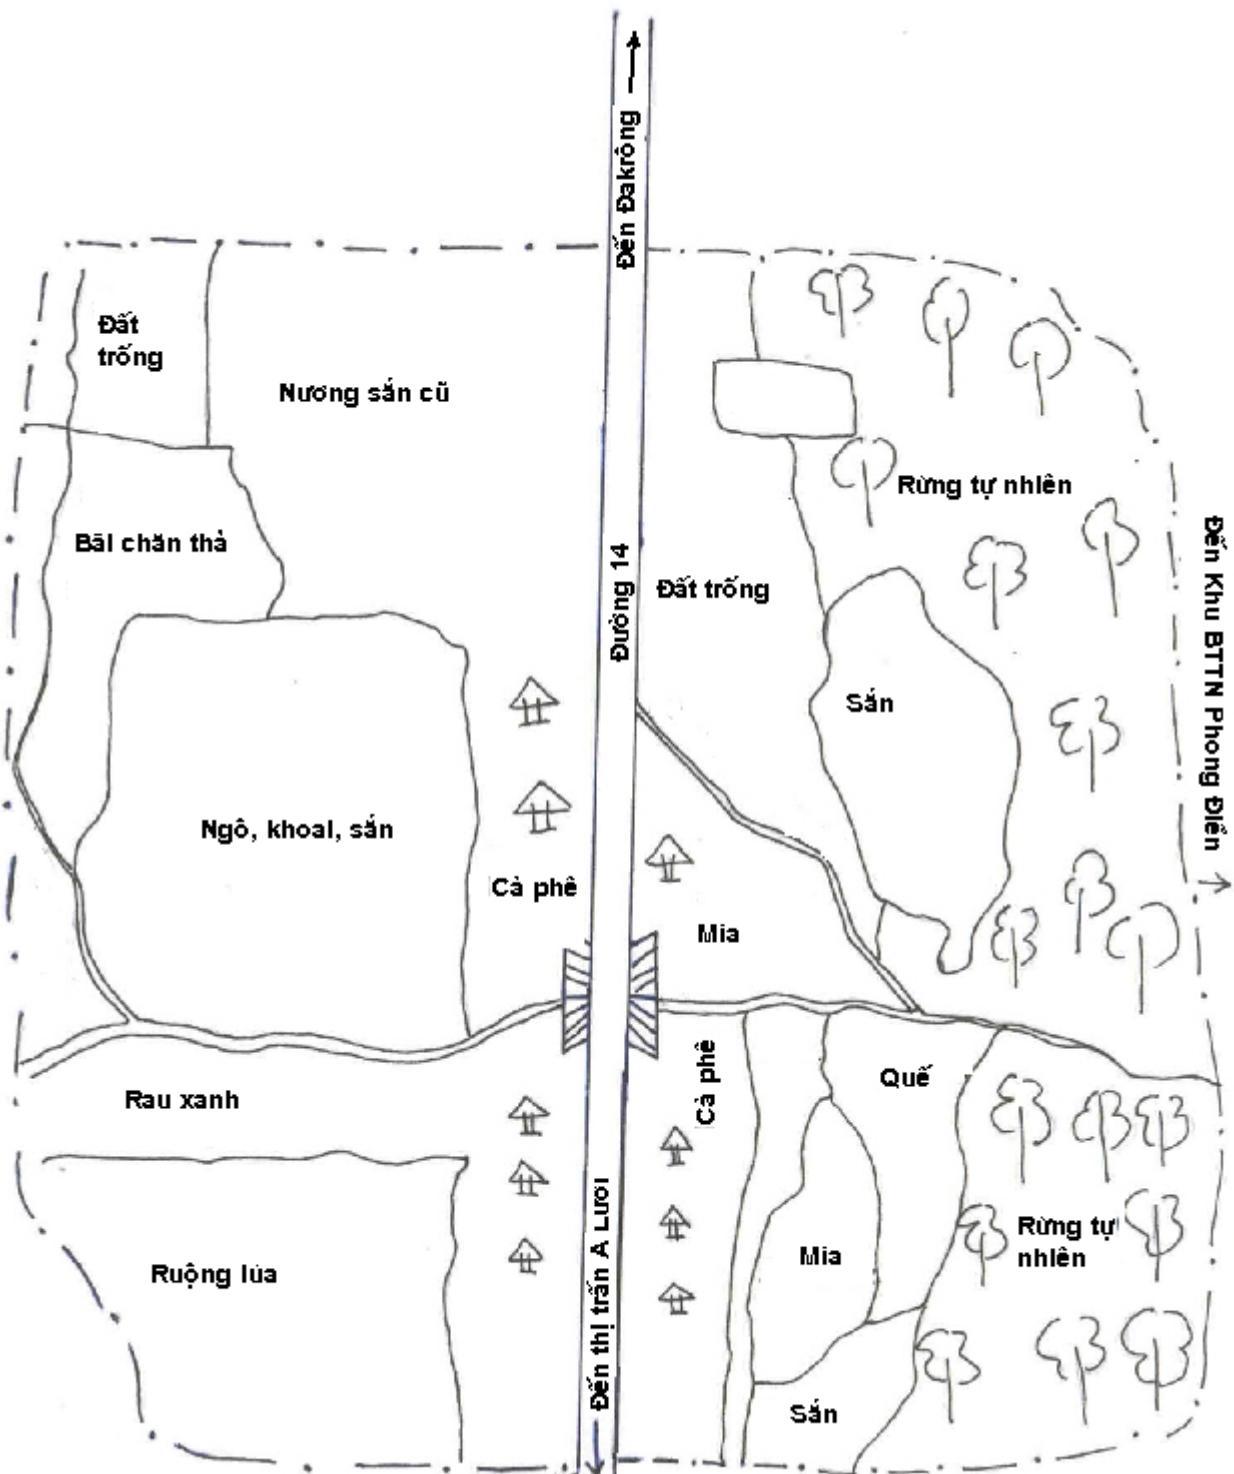 Đến Đakrông
Đất
trống
Nương sắn cũ
Rừng tự nhiên
Bãi chăn thả
Đường 14
Đất trống
Đến Khu BTTN Phong Điền
Sắn
Ngô, khoai, sắn
Cà phê
Mía
Cà phê
Quế
Rau xanh
Ruộng lúa
Đến thị trấn A Lưới
Mía
Rừng tự
nhiên
Sắn